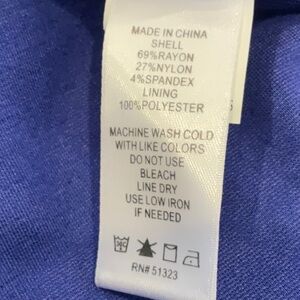 MADE IN CHINA
SHELL
69%RAYON
27%NYLON
4%SPANDEX
LINING
100%POLYESTER
MACHINE WASH COLD
WITH LIKE COLORS
DO NOT USE
BLEACH
LINE DRY
USE LOW IRON
IF NEEDED
RN# 51323